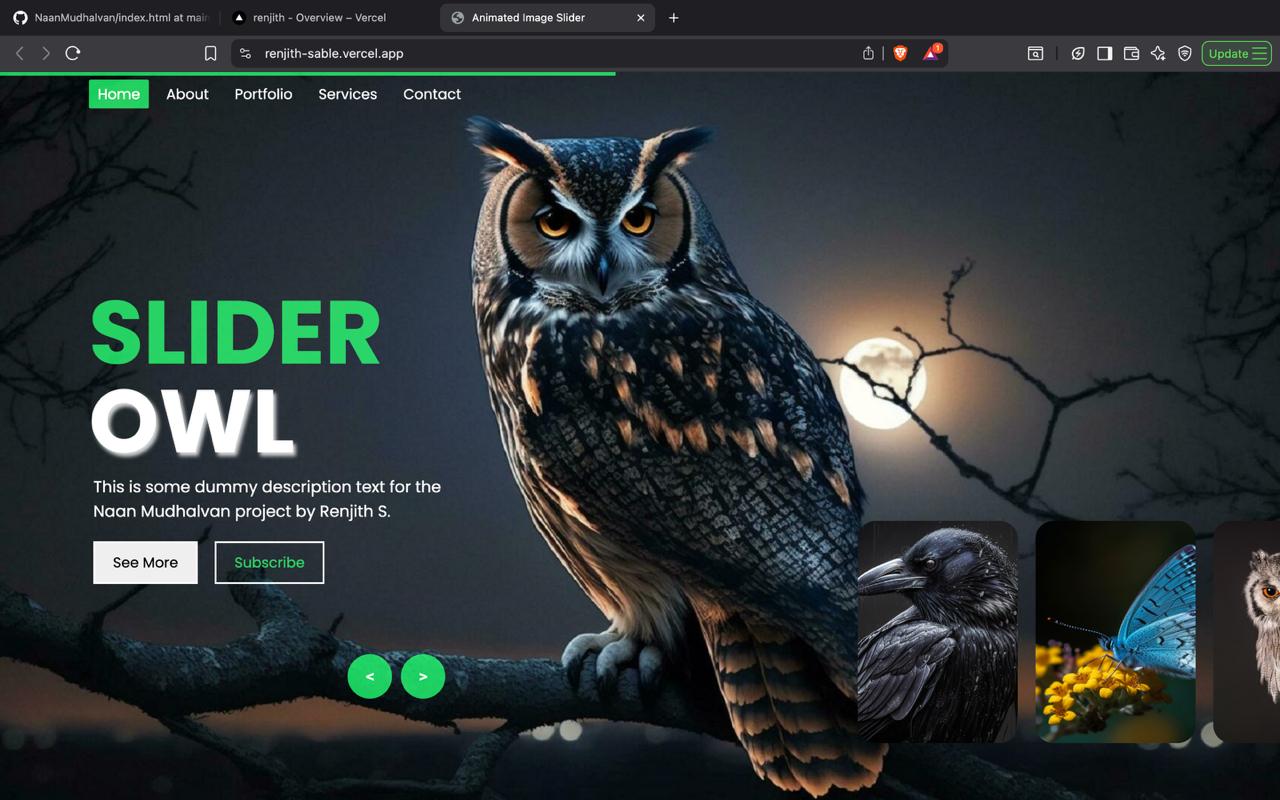 NaanMudhalvan/index.html at main
renjith - Overview – Vercel
Animated Image Slider
renjith-sable.vercel.app
1
Update
Home
About
Portfolio
Services
Contact
SLIDER
OWL
This is some dummy description text for the
Naan Mudhalvan project by Renjith S.
See More
Subscribe
<
>